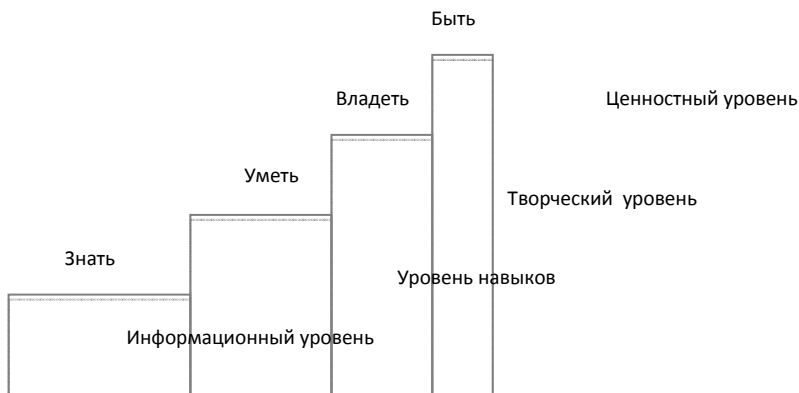 Быть
Владеть
Ценностный уровень
Уметь
Творческий уровень
Знать
Уровень навыков
Информационный уровень